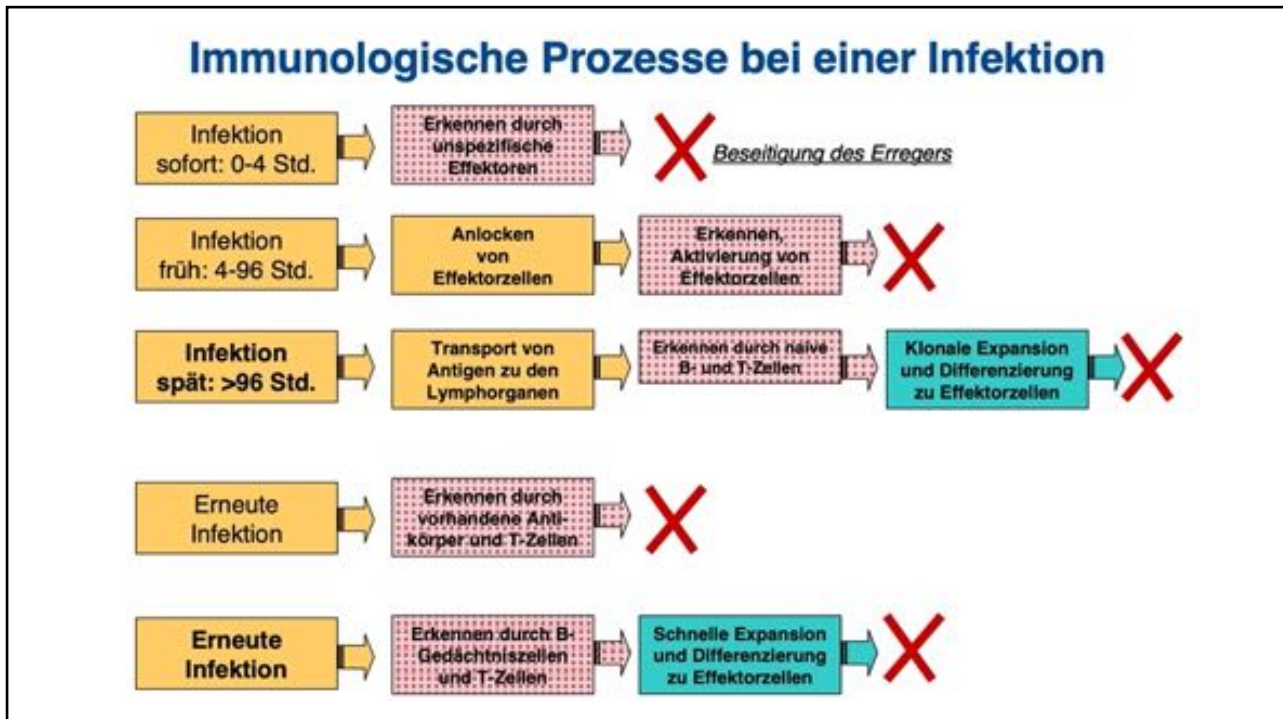 Immunologische Prozesse bei einer Infektion
Infektion
sofort: 0-4 Std.
Erkennen durch
unspezifische
Effektoren
Beseitigung des Erregers
Infektion
früh: 4-96 Std.
Anlocken
von
Effektorzellen
Erkennen,
Aktivierung von
Effektorzellen
Infektion
spät: >96 Std.
Transport von
Antigen zu den
Lymphorganen
Erkennen durch naive
B- und T-Zellen
Klonale Expansion
und Differenzierung
zu Effektorzellen
Erneute
Infektion
Erkennen durch
vorhandene Anti-
körper und T-Zellen
Erneute
Infektion
Erkennen durch B-
Gedächtniszellen
und T-Zellen
Schnelle Expansion
und Differenzierung
zu Effektorzellen